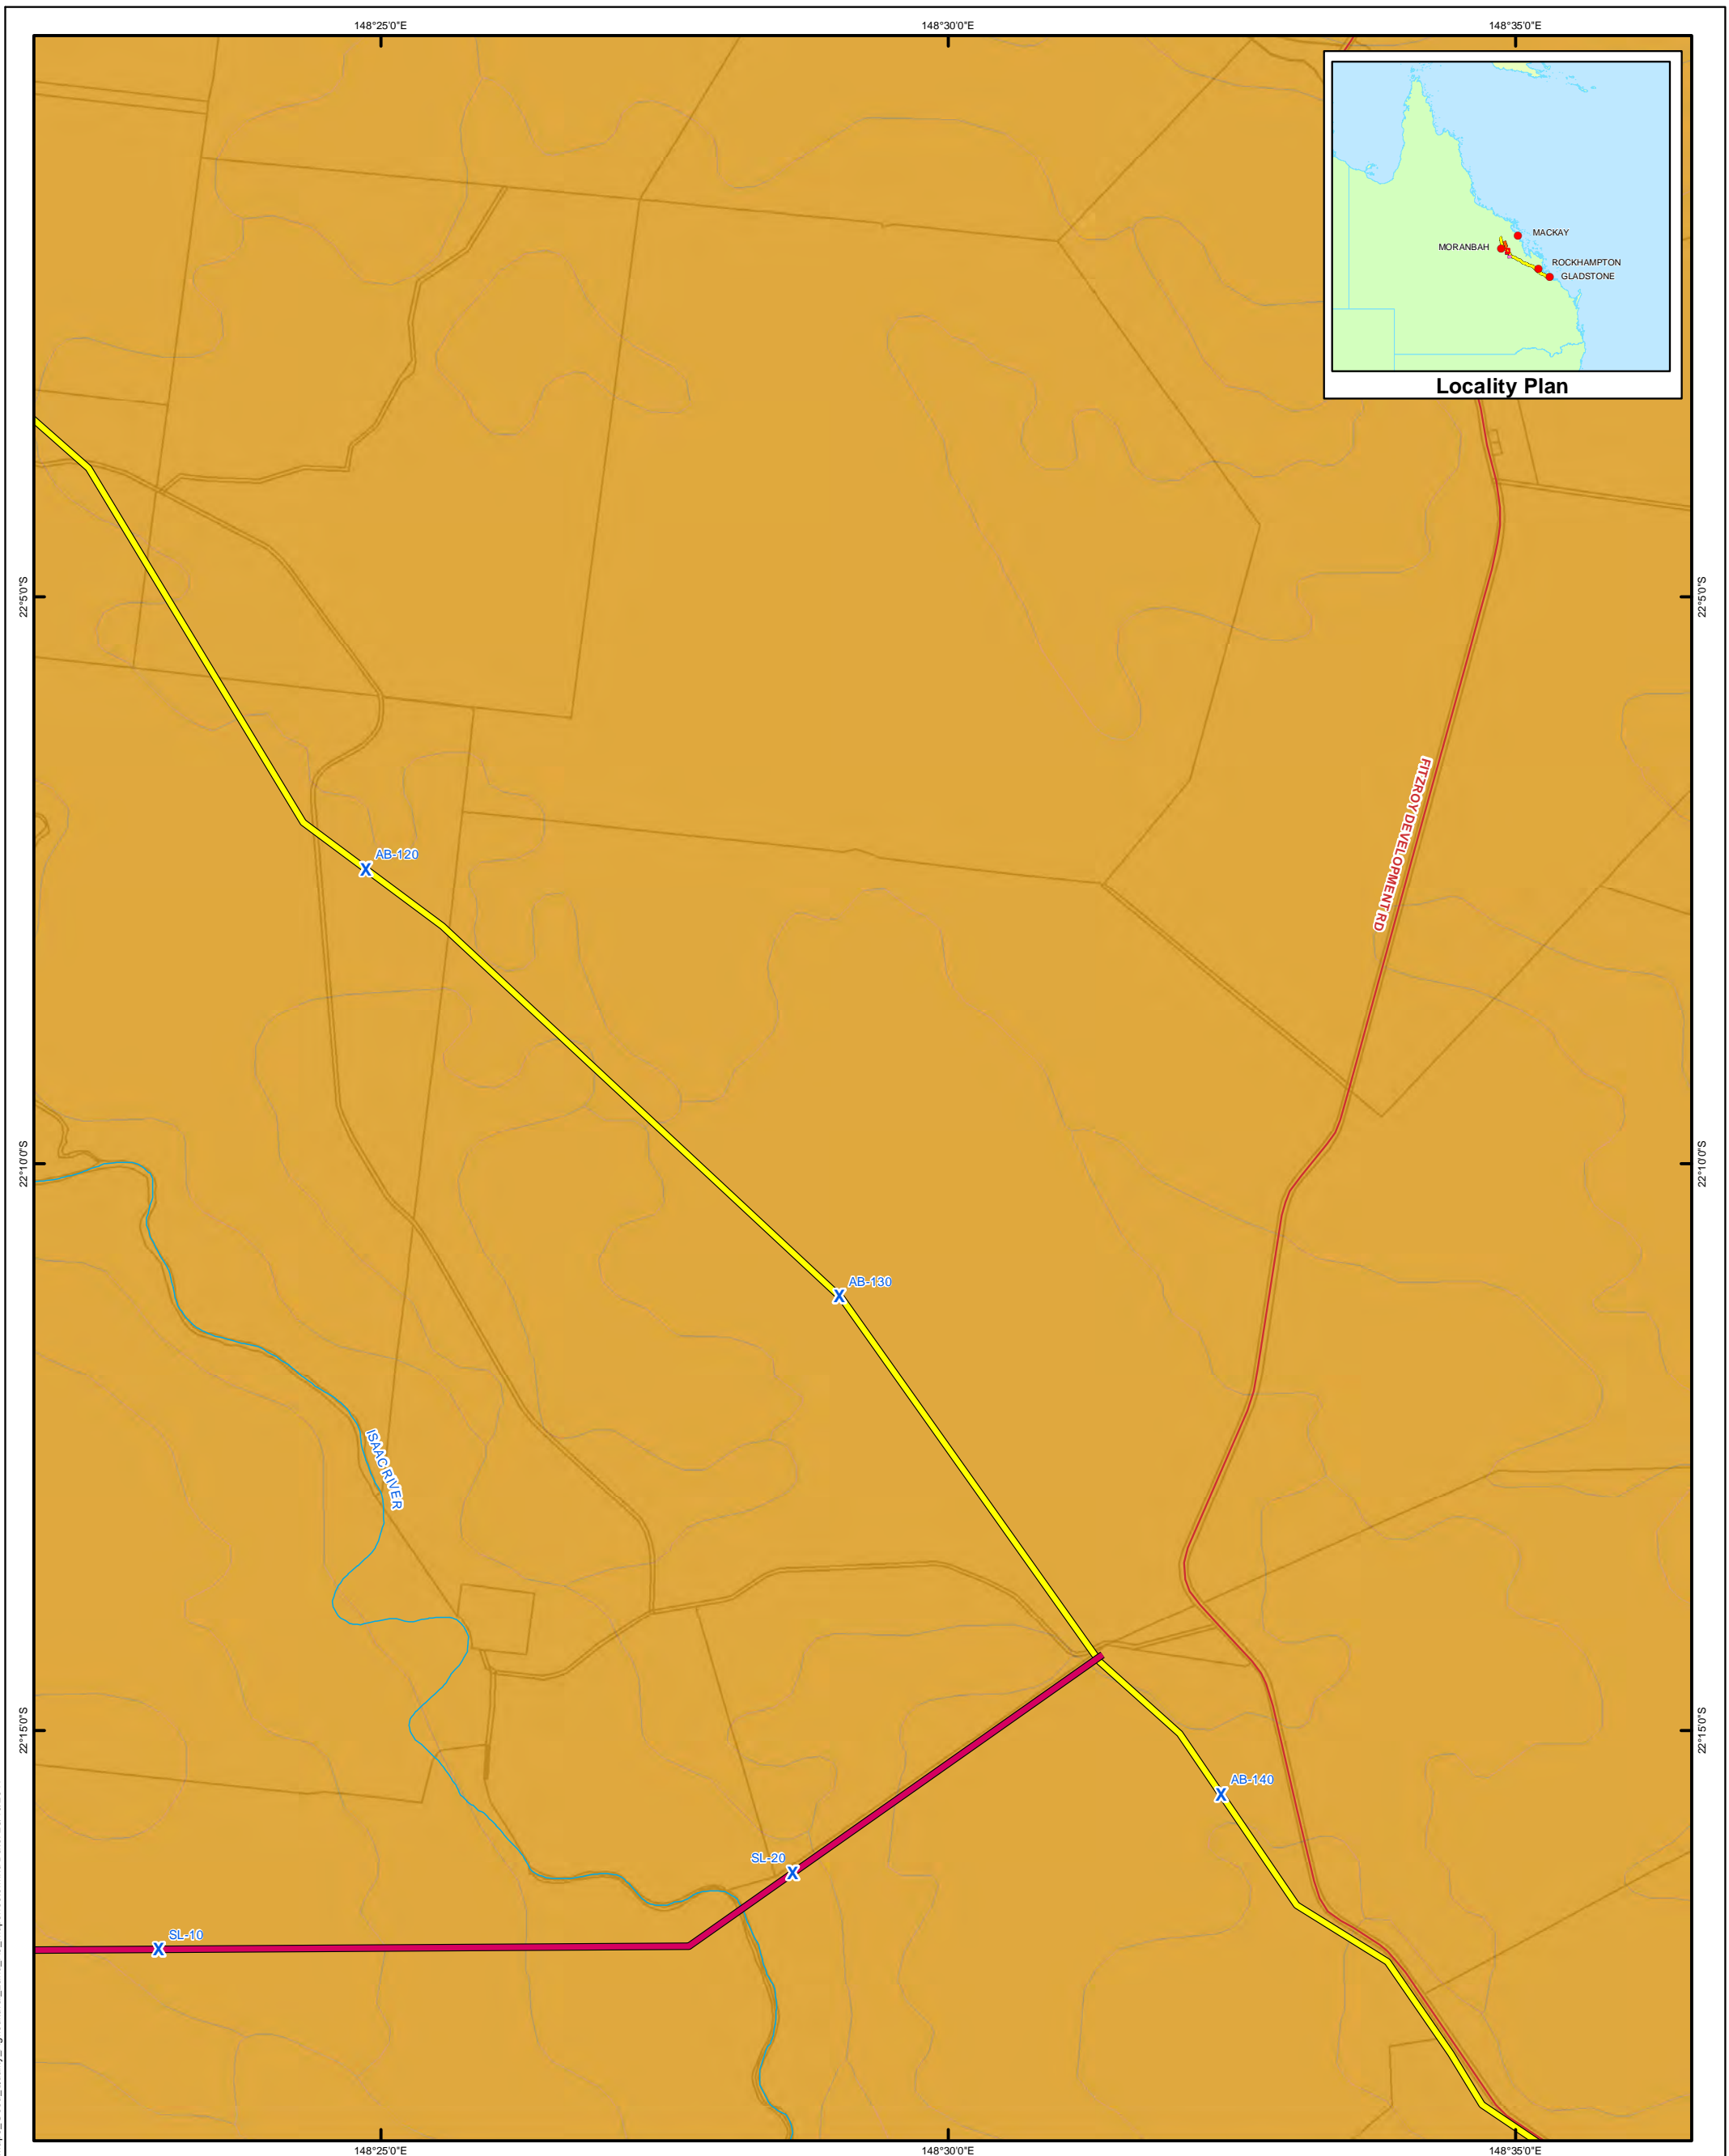 148°25'0"E
148°30'0"E
148°35'0"E
MACKAY
MORANBAH
ROCKHAMPTON
GLADSTONE
Locality Plan
22°5'0"S
22°5'0"S
FITZROY DEVELOPMENT RD
AB-120
22°10'0"S
22°10'0"S
AB-130
ISAAC RIVER
22°15'0"S
22°15'0"S
AB-140
SL-20
SL-10
148°25'0"E
148°30'0"E
148°35'0"E